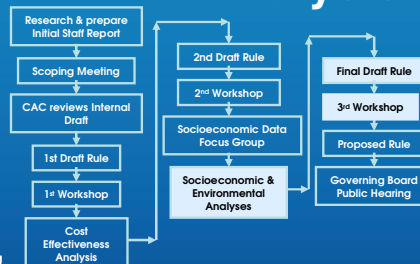 Research & prepare
Initial Staff Report
Scoping Meeting
CAC reviews Internal
Draft
1st Draft Rule
1st Workshop
Cost
Effectiveness
Analysis
2nd Draft Rule
2nd Workshop
Socioeconomic Data
Focus Group
Socioeconomic &
Environmental
Analyses
Final Draft Rule
3rd Workshop
Proposed Rule
Governing Board
Public Hearing